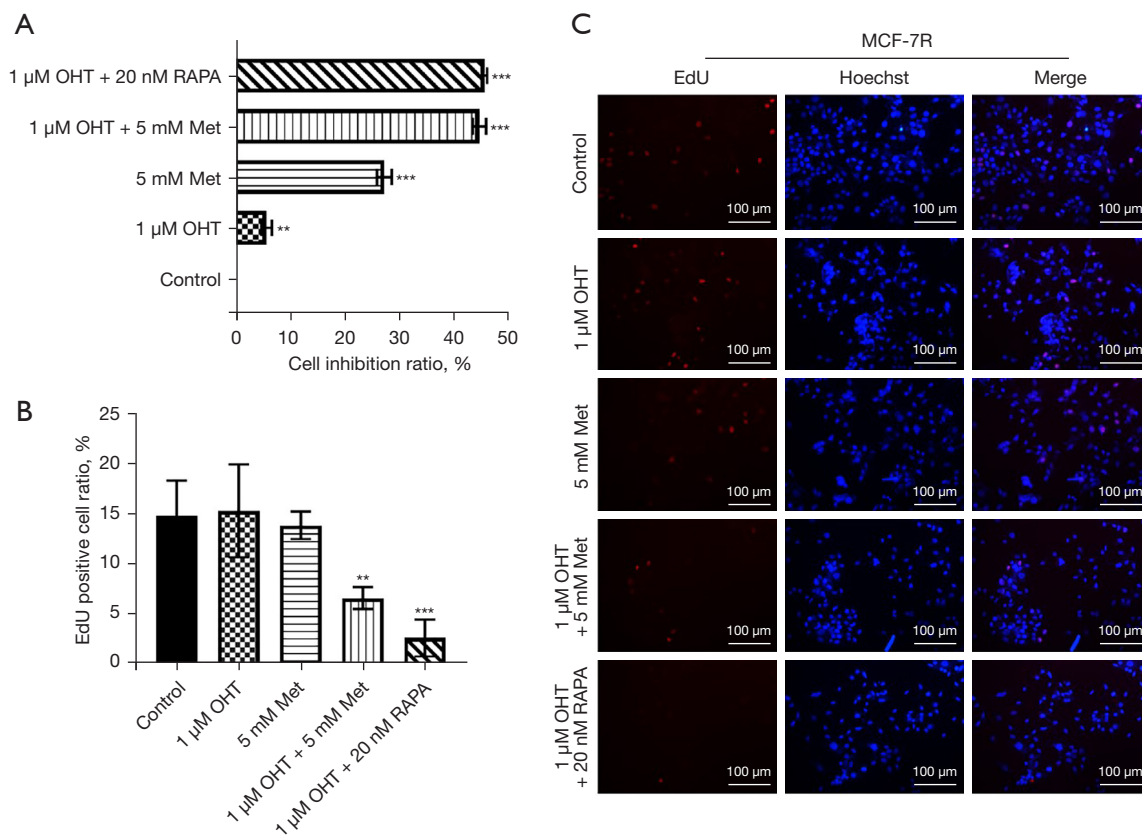 A
1 µM OHT + 20 nM RAPA
***
1 µM OHT + 5 mM Met
***
5 mM Met
***
1 µM OHT
**
Control
0 10 20 30 40 50
Cell inhibition ratio, %
B
EdU positive cell ratio, %
25
20
15
10
5
0
**
***
Control
1 µM OHT
5 mM Met
1 µM OHT + 5 mM Met
1 µM OHT + 20 nM RAPA
C
MCF-7R
EdU Hoechst Merge
Control
100 µm 100 µm 100 µm
1 µM OHT
100 µm 100 µm 100 µm
5 mM Met
100 µm 100 µm 100 µm
1 µM OHT
+ 5 mM Met
100 µm 100 µm 100 µm
1 µM OHT
+ 20 nM RAPA
100 µm 100 µm 100 µm